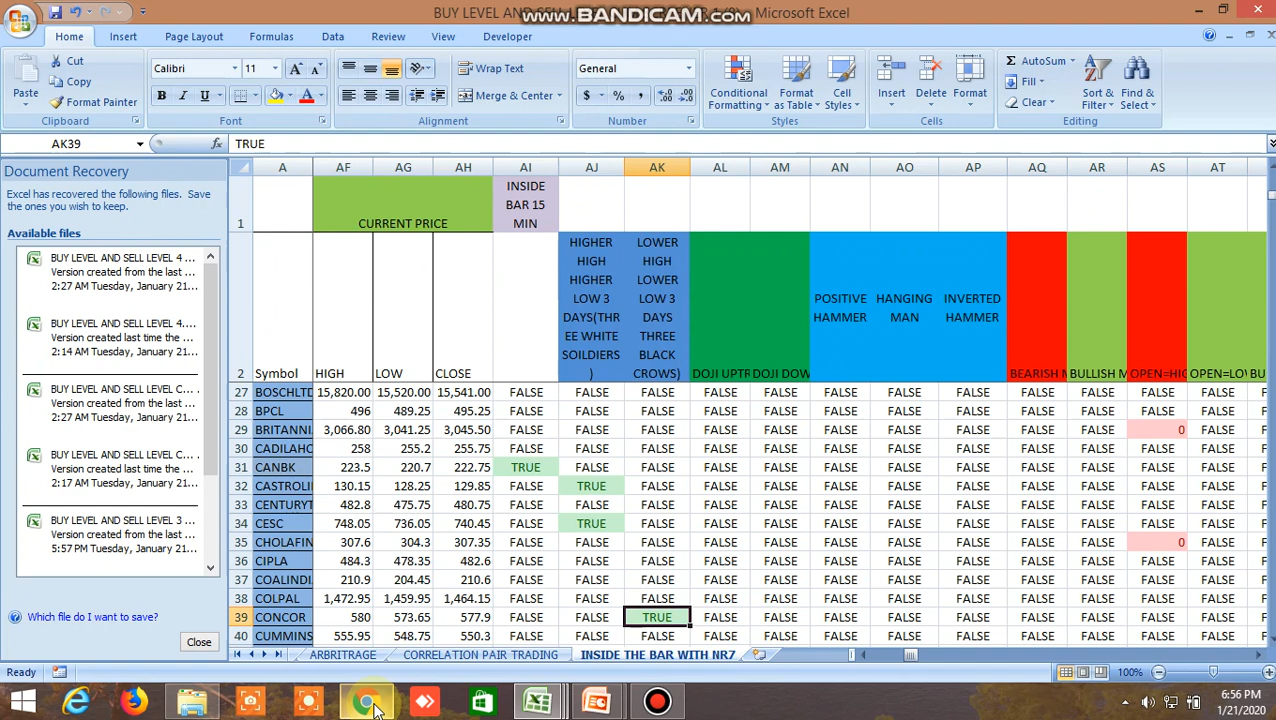 BUY LEVEL AND SELL
www.BANDICAM.com
Microsoft Excel
Home Insert Page Layout Formulas Data Review View Developer
Paste
Cut
Copy
Format Painter
Clipboard
Calibri 11
B I U
A A
Font
Wrap Text
Merge & Center
Alignment
General
$ % ,
Number
Conditional Formatting
Format as Table
Cell Styles
Styles
Insert Delete Format
Cells
Σ AutoSum
Fill
Clear
Sort & Filter
Find & Select
Editing
AK39 fx TRUE
Document Recovery
Excel has recovered the following files. Save
the ones you wish to keep.
Available files
BUY LEVEL AND SELL LEVEL 4 ...
Version created from the last ...
2:27 AM Tuesday, January 21...
BUY LEVEL AND SELL LEVEL 4....
Version created last time the ...
2:14 AM Tuesday, January 21...
BUY LEVEL AND SELL LEVEL C...
Version created from the last ...
2:27 AM Tuesday, January 21...
BUY LEVEL AND SELL LEVEL C...
Version created last time the ...
2:17 AM Tuesday, January 21...
BUY LEVEL AND SELL LEVEL 3 ...
Version created from the last ...
5:57 PM Tuesday, January 21...
Which file do I want to save?
Close
A AF AG AH AI AJ AK AL AM AN AO AP AQ AR AS AT
1 CURRENT PRICE
INSIDE
BAR 15
MIN
HIGHER
HIGH
HIGHER
LOW 3
DAYS(THR
EE WHITE
SOILDIERS
)
LOWER
HIGH
LOWER
LOW 3
DAYS
THREE
BLACK
CROWS)
POSITIVE
HAMMER
HANGING
MAN
INVERTED
HAMMER
2 Symbol HIGH LOW CLOSE DOJI UPTR DOJI DOW BEARISH M BULLISH M OPEN=HIG OPEN=LO BU
27 BOSCHLTD 15,820.00 15,520.00 15,541.00 FALSE FALSE FALSE FALSE FALSE FALSE FALSE FALSE FALSE FALSE FALSE FALSE F
28 BPCL 496 489.25 495.25 FALSE FALSE FALSE FALSE FALSE FALSE FALSE FALSE FALSE FALSE FALSE FALSE F
29 BRITANNI 3,066.80 3,041.25 3,045.50 FALSE FALSE FALSE FALSE FALSE FALSE FALSE FALSE FALSE FALSE 0 FALSE F
30 CADILAHC 258 255.2 255.75 FALSE FALSE FALSE FALSE FALSE FALSE FALSE FALSE FALSE FALSE FALSE FALSE F
31 CANBK 223.5 220.7 222.75 TRUE FALSE FALSE FALSE FALSE FALSE FALSE FALSE FALSE FALSE FALSE FALSE F
32 CASTROLI 130.15 128.25 129.85 FALSE TRUE FALSE FALSE FALSE FALSE FALSE FALSE FALSE FALSE FALSE FALSE F
33 CENTURYT 482.8 475.75 480.75 FALSE FALSE FALSE FALSE FALSE FALSE FALSE FALSE FALSE FALSE FALSE FALSE F
34 CESC 748.05 736.05 740.45 FALSE TRUE FALSE FALSE FALSE FALSE FALSE FALSE FALSE FALSE FALSE FALSE F
35 CHOLAFIN 307.6 304.3 307.35 FALSE FALSE FALSE FALSE FALSE FALSE FALSE FALSE FALSE FALSE 0 FALSE F
36 CIPLA 484.3 478.35 482.6 FALSE FALSE FALSE FALSE FALSE FALSE FALSE FALSE FALSE FALSE FALSE FALSE F
37 COALINDI 210.9 204.45 210.6 FALSE FALSE FALSE FALSE FALSE FALSE FALSE FALSE FALSE FALSE FALSE FALSE F
38 COLPAL 1,472.95 1,459.95 1,464.15 FALSE FALSE FALSE FALSE FALSE FALSE FALSE FALSE FALSE FALSE FALSE FALSE F
39 CONCOR 580 573.65 577.9 FALSE FALSE TRUE FALSE FALSE FALSE FALSE FALSE FALSE FALSE FALSE FALSE F
40 CUMMINS 555.95 548.75 550.3 FALSE FALSE FALSE FALSE FALSE FALSE FALSE FALSE FALSE FALSE FALSE FALSE F
ARBITRAGE CORRELATION PAIR TRADING INSIDE THE BAR WITH NR7
Ready 100%
6:56 PM
1/21/2020